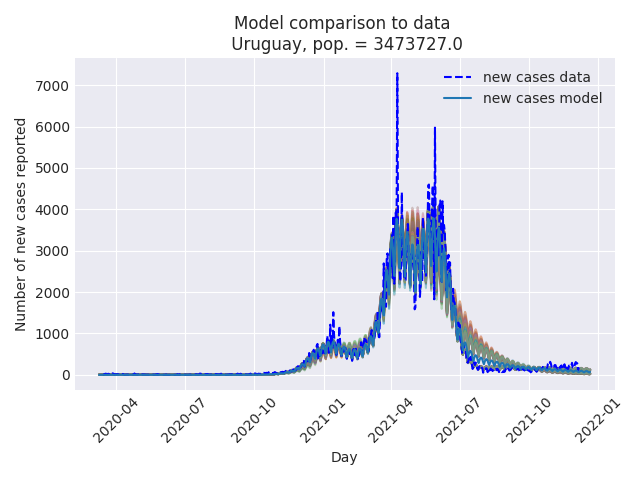 Model comparison to data
Uruguay, pop. = 3473727.0
new cases data
new cases model
Number of new cases reported
7000
6000
5000
4000
3000
2000
1000
0
2020-04
2020-07
2020-10
2021-01
2021-04
2021-07
2021-10
2022-01
Day